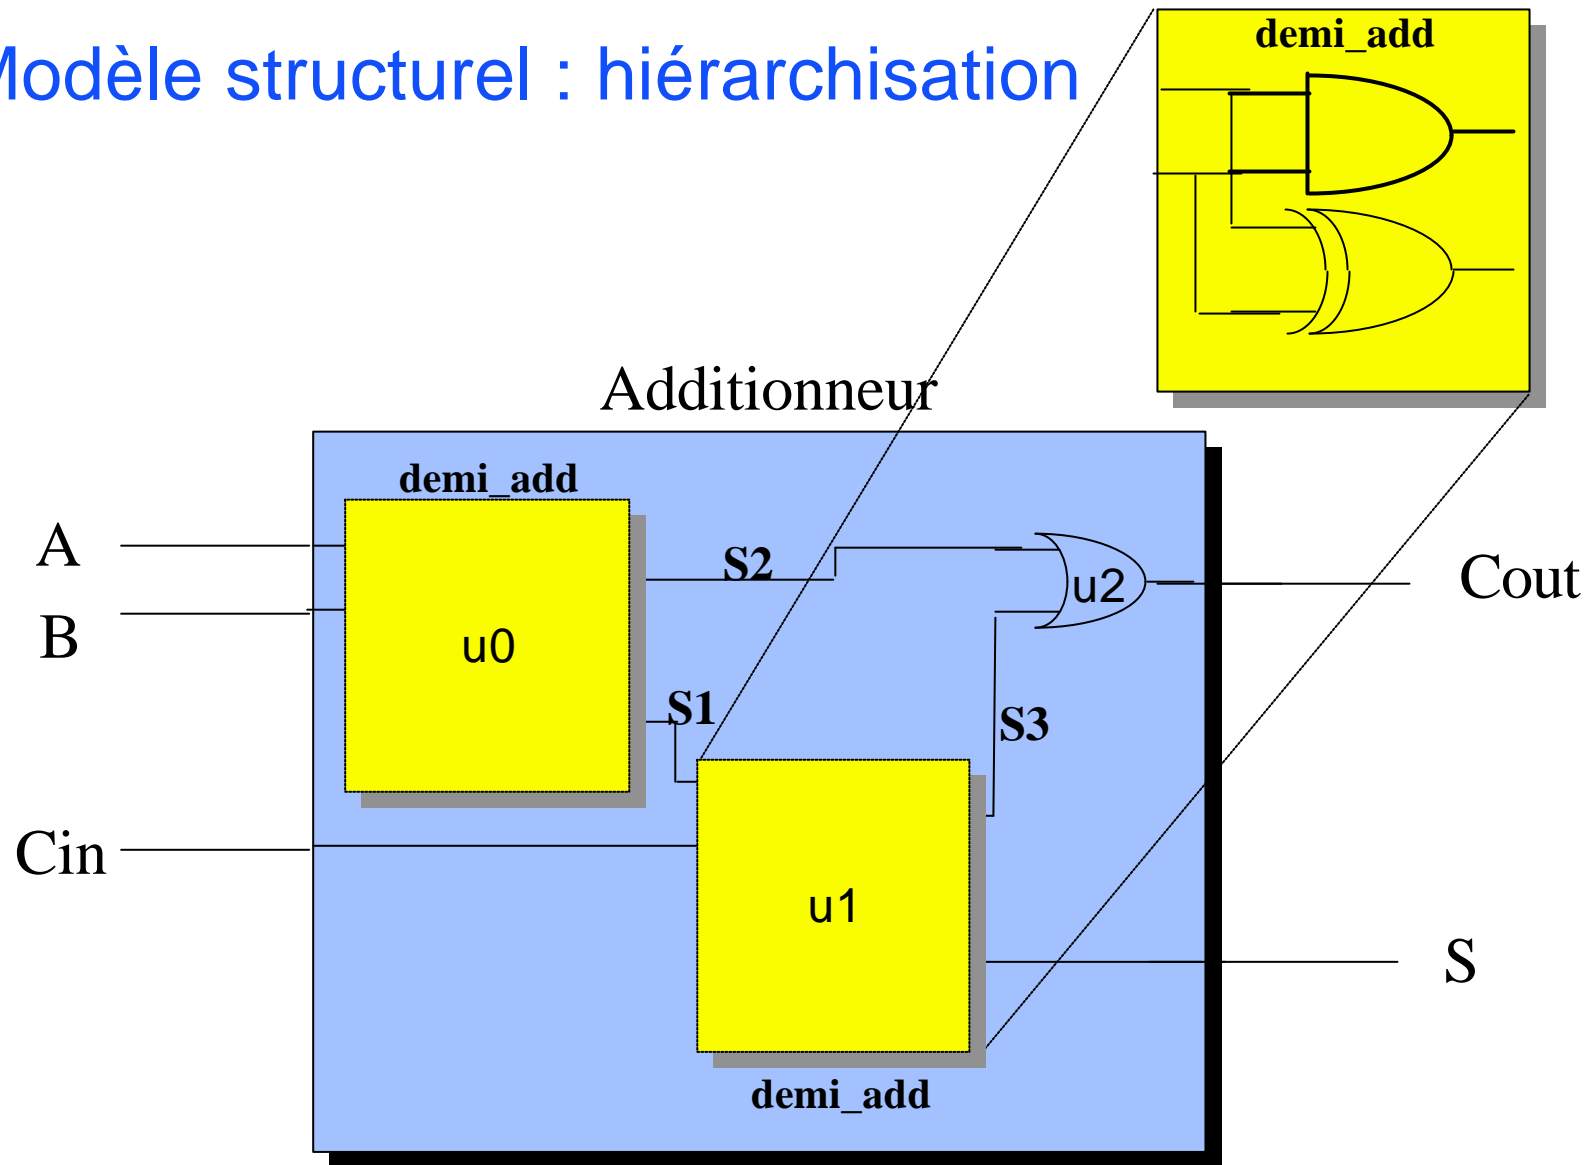 Modèle structurel : hiérarchisation
demi_add
Additionneur
demi_add
A
B
Cin
u0
S2
S1
S3
u2
Cout
u1
S
demi_add